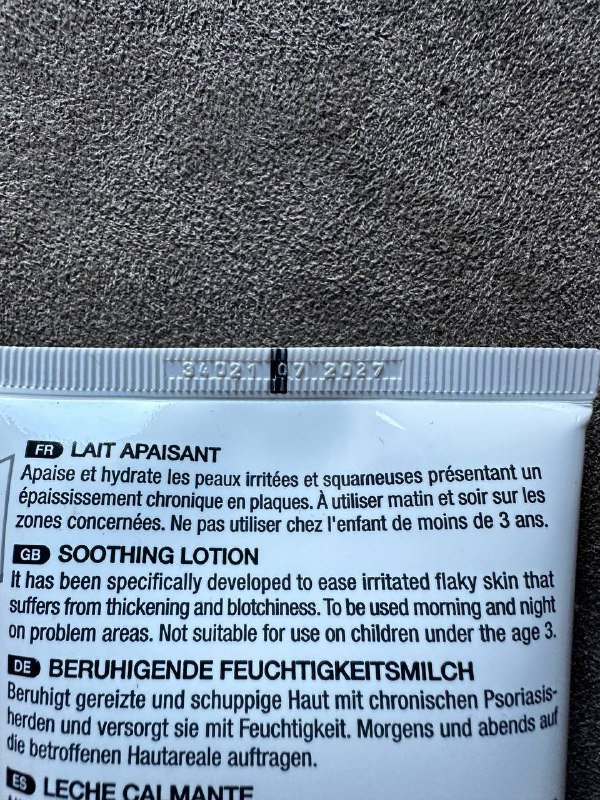 34021 07 2027
FR LAIT APAISANT
Apaise et hydrate les peaux irritées et squameuses présentant un
épaississement chronique en plaques. À utiliser matin et soir sur les
zones concernées. Ne pas utiliser chez l'enfant de moins de 3 ans.
GB SOOTHING LOTION
It has been specifically developed to ease irritated flaky skin that
suffers from thickening and blotchiness. To be used morning and night
on problem areas. Not suitable for use on children under the age 3.
DE BERUHIGENDE FEUCHTIGKEITSMILCH
Beruhigt gereizte und schuppige Haut mit chronischen Psoriasis-
herden und versorgt sie mit Feuchtigkeit. Morgens und abends auf
die betroffenen Hautareale auftragen.
ES LECHE CALMANTE